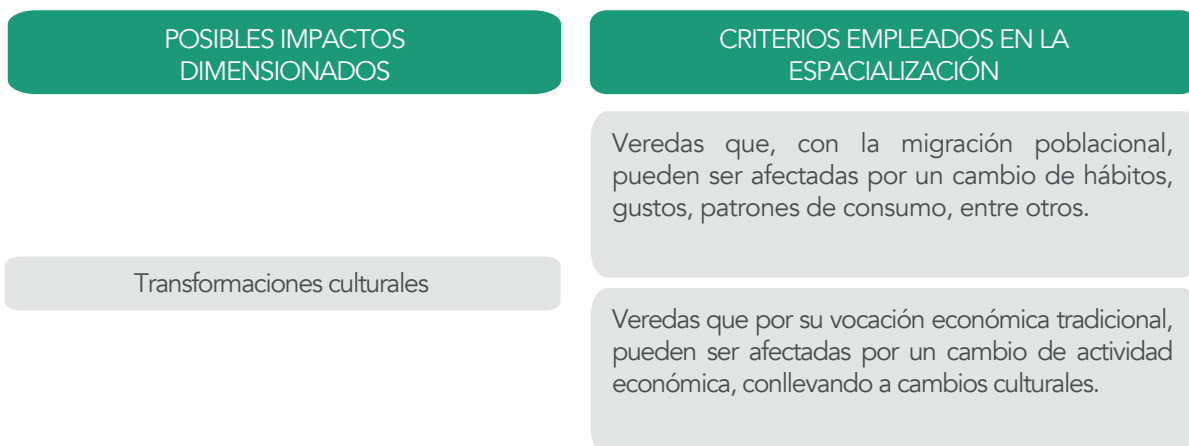 POSIBLES IMPACTOS
DIMENSIONADOS
CRITERIOS EMPLEADOS EN LA
ESPACIALIZACIÓN
Transformaciones culturales
Veredas que, con la migración poblacional,
pueden ser afectadas por un cambio de hábitos,
gustos, patrones de consumo, entre otros.
Veredas que por su vocación económica tradicional,
pueden ser afectadas por un cambio de actividad
económica, conllevando a cambios culturales.